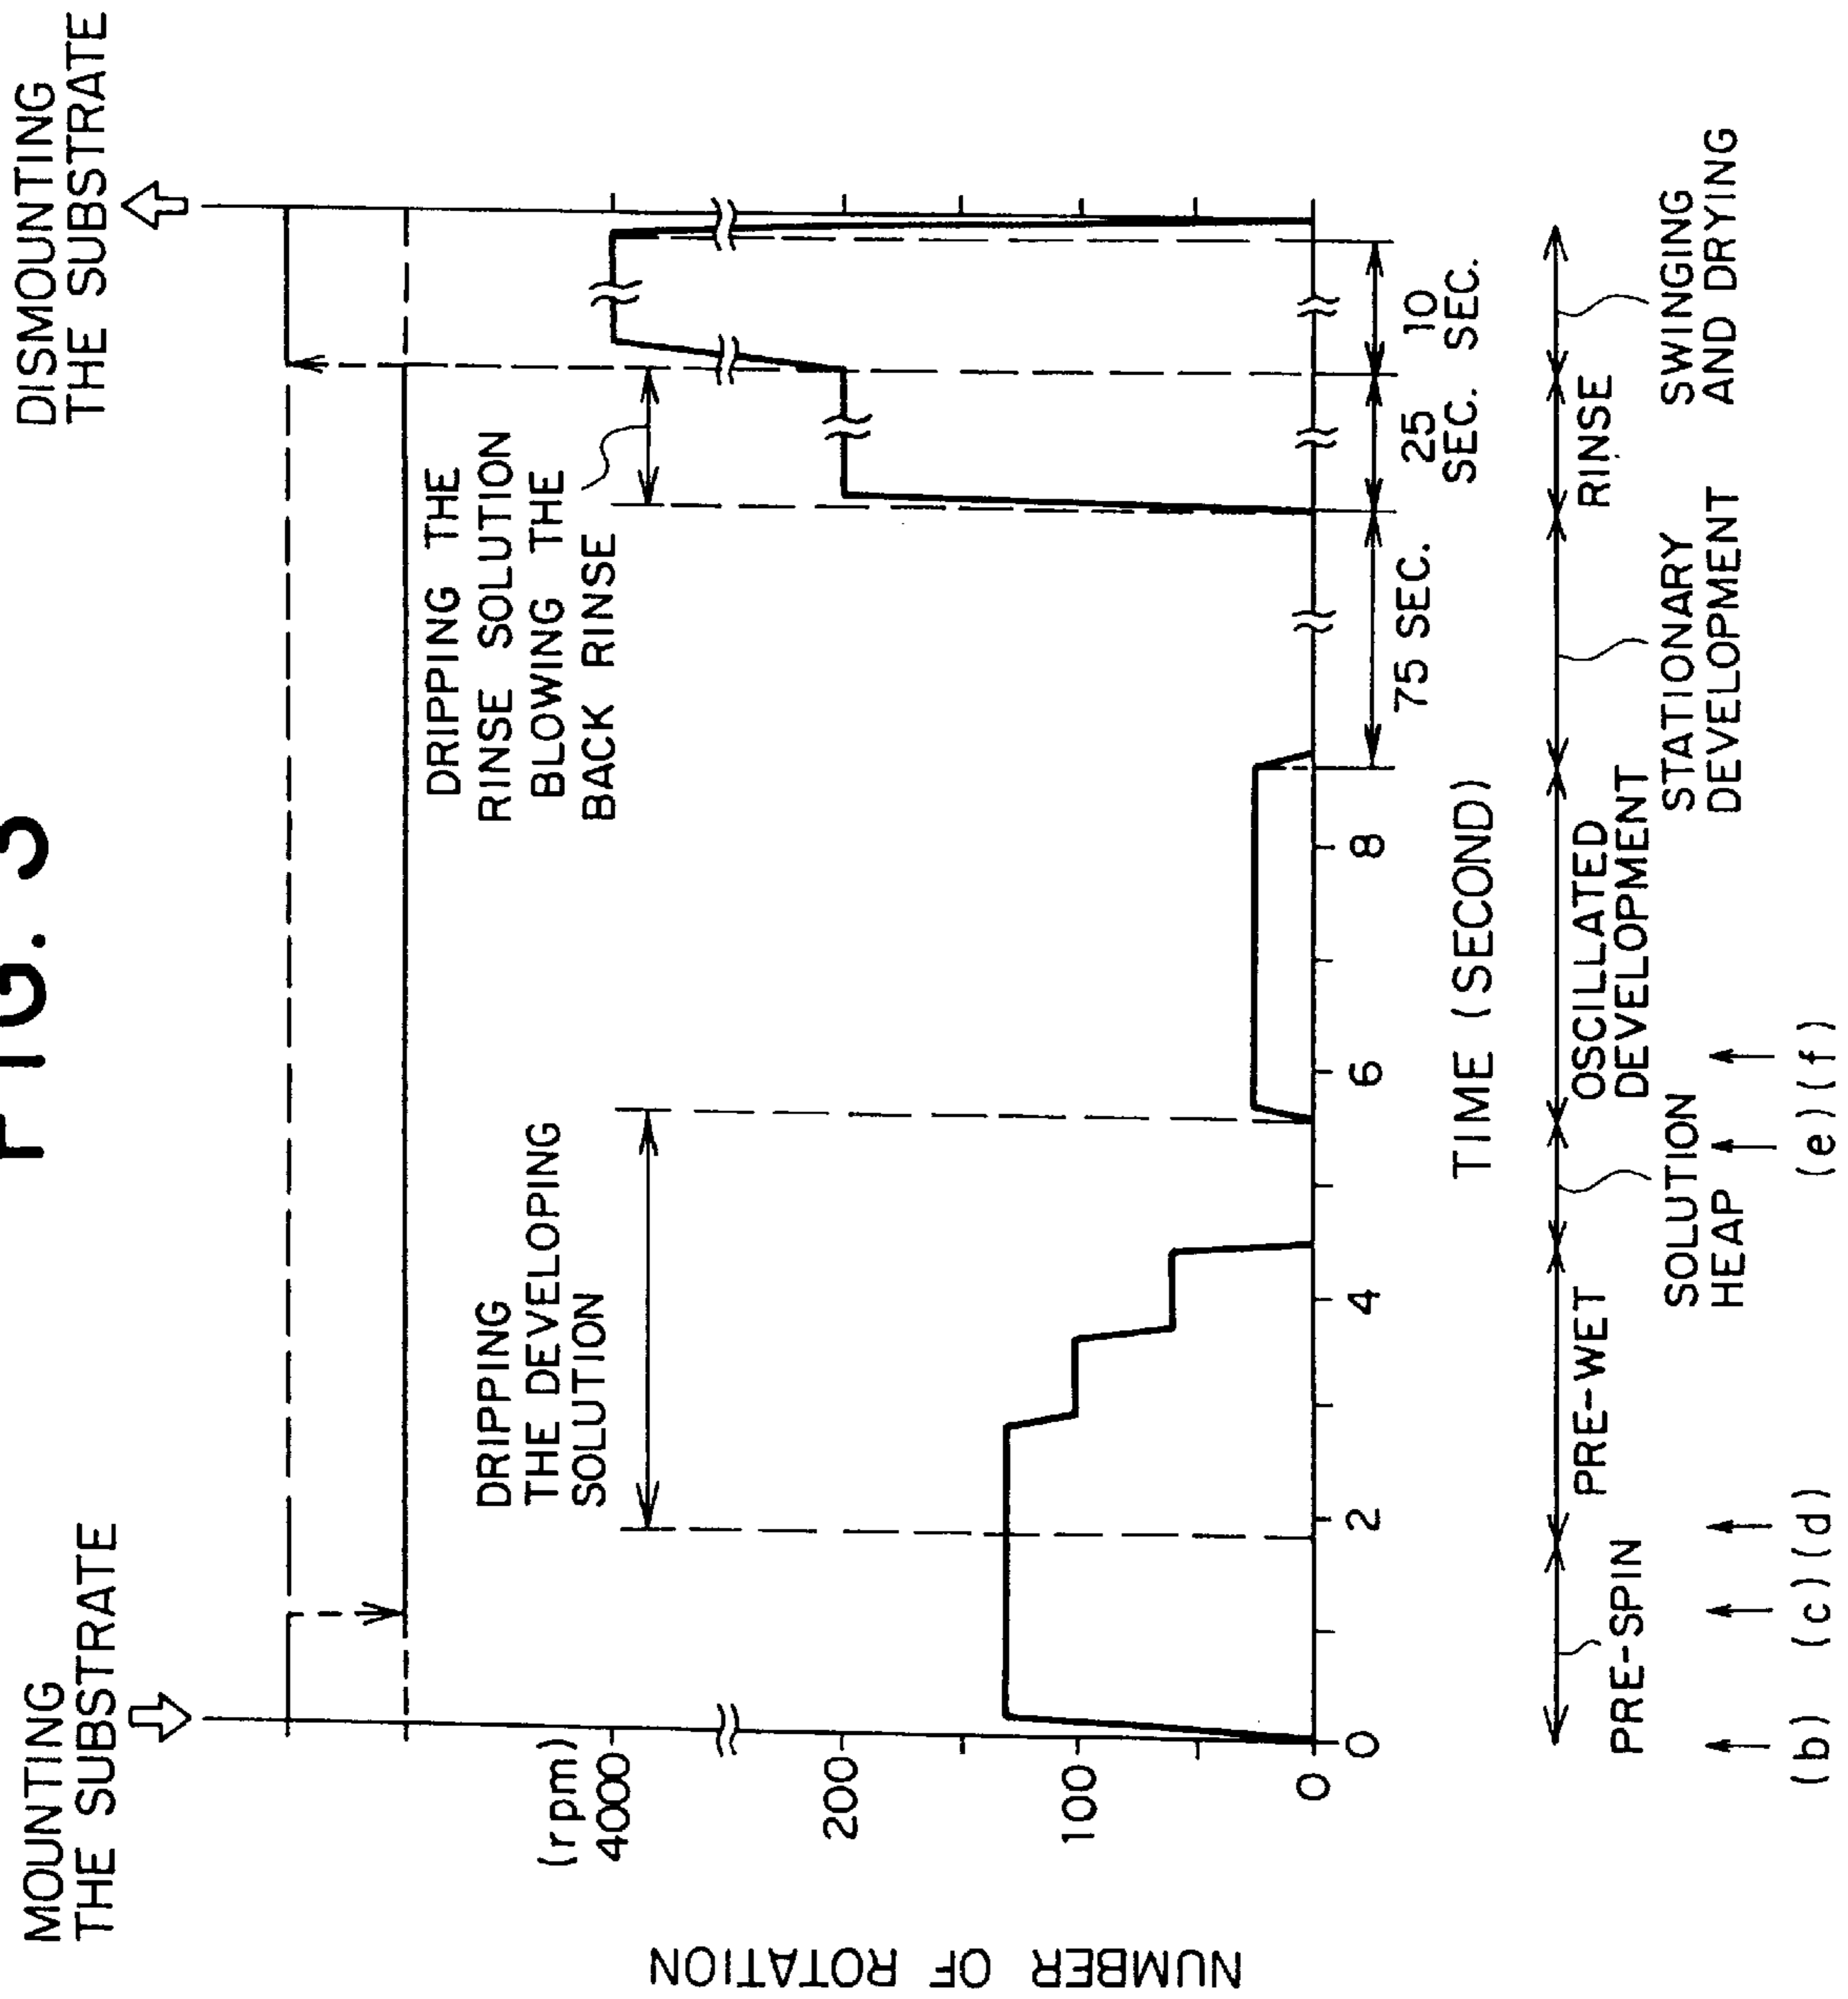 FIG. 3
MOUNTING
THE SUBSTRATE
DISMOUNTING
THE SUBSTRATE
DRIPPING THE
RINSE SOLUTION
BLOWING THE
BACK RINSE
DRIPPING
THE DEVELOPING
SOLUTION
(rpm)
4000
200
100
0
NUMBER OF ROTATION
0
2
4
6
8
75 SEC.
25
SEC.
10
SEC.
TIME (SECOND)
PRE-SPIN
PRE-WET
SOLUTION
HEAP
OSCILLATED
DEVELOPMENT
STATIONARY
DEVELOPMENT
RINSE
SWINGING
AND DRYING
(b)
(c)
(d)
(e)
(f)